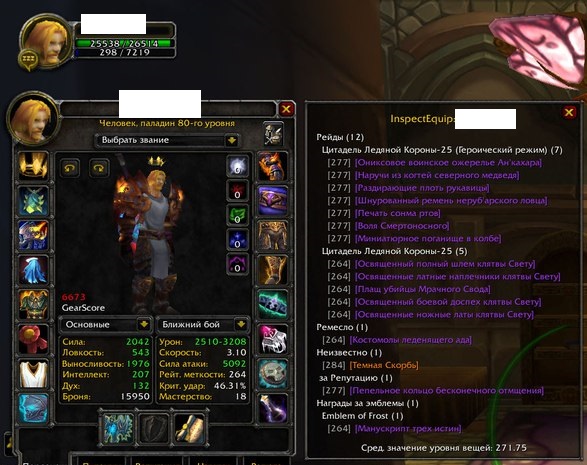 25538 / 26514
298 / 7219
zzz
Человек, паладин 80-го уровня
Выбрать звание
0
0
0
0
0
6673
GearScore
Основные
Ближний бой
Сила: 2042
Ловкость: 543
Выносливость: 1976
Интеллект: 207
Дух: 132
Броня: 15950
Урон: 2510-3208
Скорость: 3.10
Сила атаки: 5092
Рейт. меткости: 264
Крит. удар: 46.31%
Мастерство: 18
InspectEquip:
Рейды (12)
Цитадель Ледяной Короны-25 (Героический режим) (7)
[277] [Ониксовое воинское ожерелье Ан'кахара]
[277] [Наручи из когтей северного медведя]
[277] [Раздирающие плоть рукавицы]
[277] [Шнурованный ремень неруб'арского ловца]
[277] [Печать сонма ртов]
[277] [Воля Смертоносного]
[277] [Миниатюрное поганище в колбе]
Цитадель Ледяной Короны-25 (5)
[264] [Освященный полный шлем клятвы Свету]
[264] [Освященные латные наплечники клятвы Свету]
[264] [Плащ убийцы Мрачного Свода]
[264] [Освященный боевой доспех клятвы Свету]
[264] [Освященные ножные латы клятвы Свету]
Ремесло (1)
[264] [Костомолы леденящего ада]
Неизвестно (1)
[284] [Темная Скорбь]
за Репутацию (1)
[277] [Пепельное кольцо бесконечного отмщения]
Награды за эмблемы (1)
Emblem of Frost (1)
[264] [Манускрипт трех истин]
Сред. значение уровня вещей: 271.75